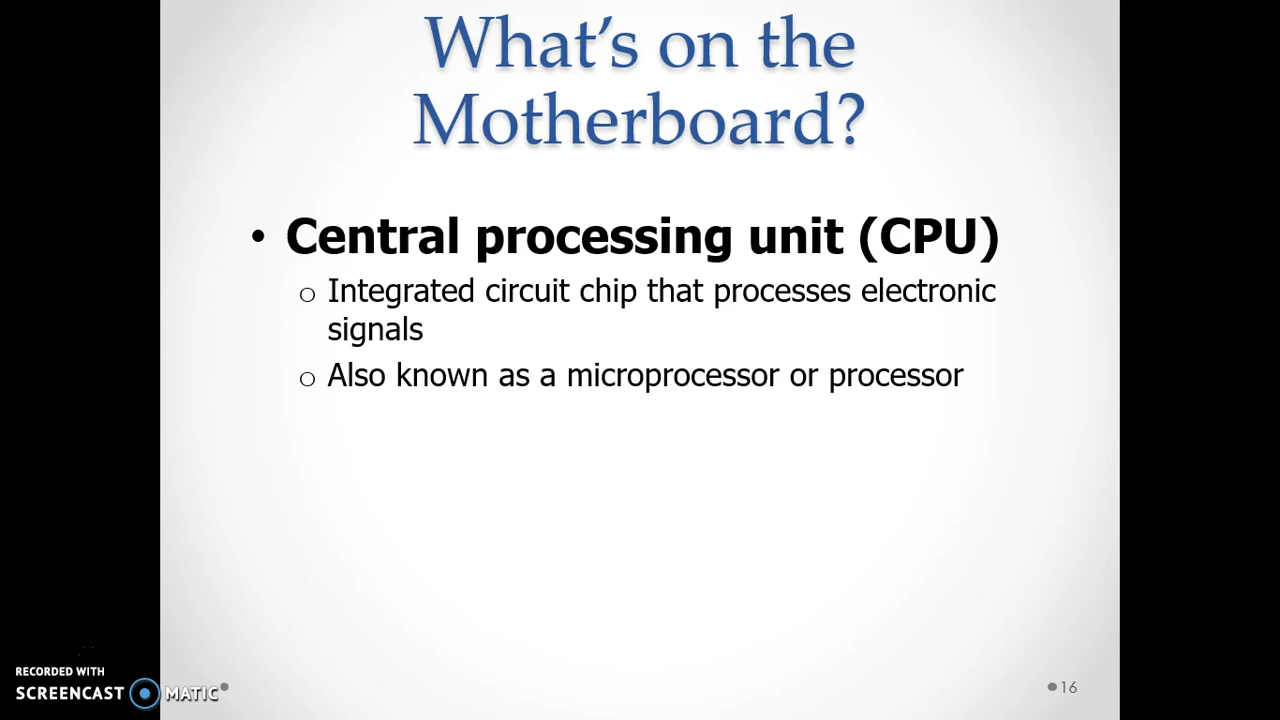 What's on the
Motherboard?
• Central processing unit (CPU)
o Integrated circuit chip that processes electronic
signals
o Also known as a microprocessor or processor
RECORDED WITH
SCREENCAST MATIC
16